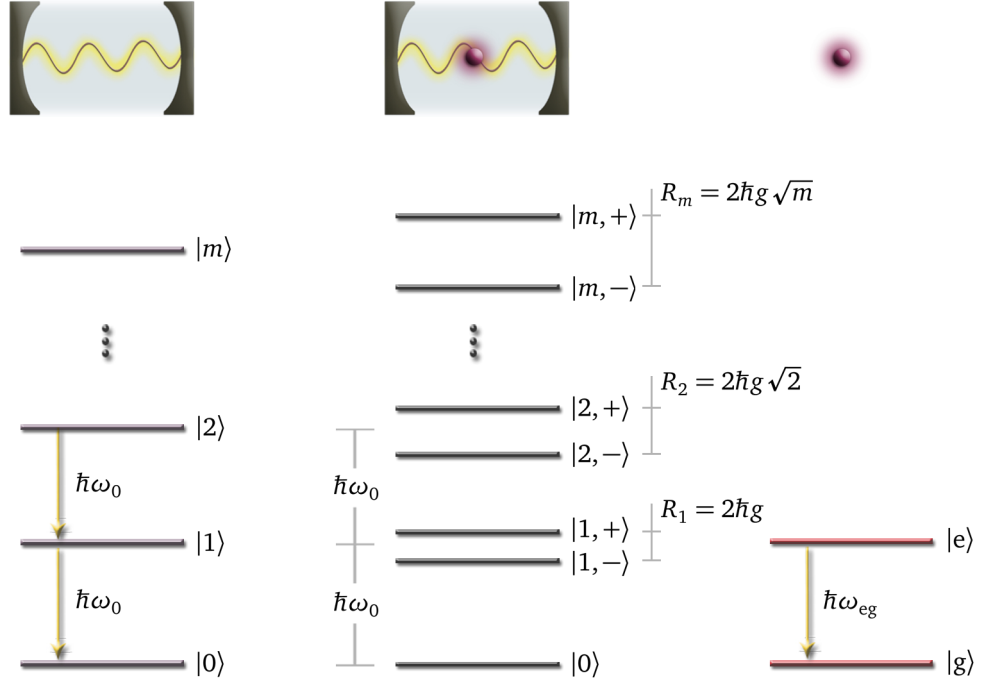 R_m = 2ħg√m
|m,+⟩
|m⟩
|m,−⟩
R_2 = 2ħg√2
|2,+⟩
|2⟩
|2,−⟩
ħω_0
ħω_0
R_1 = 2ħg
|1,+⟩
|1⟩
|e⟩
|1,−⟩
ħω_0
ħω_0
ħω_eg
|0⟩
|0⟩
|g⟩